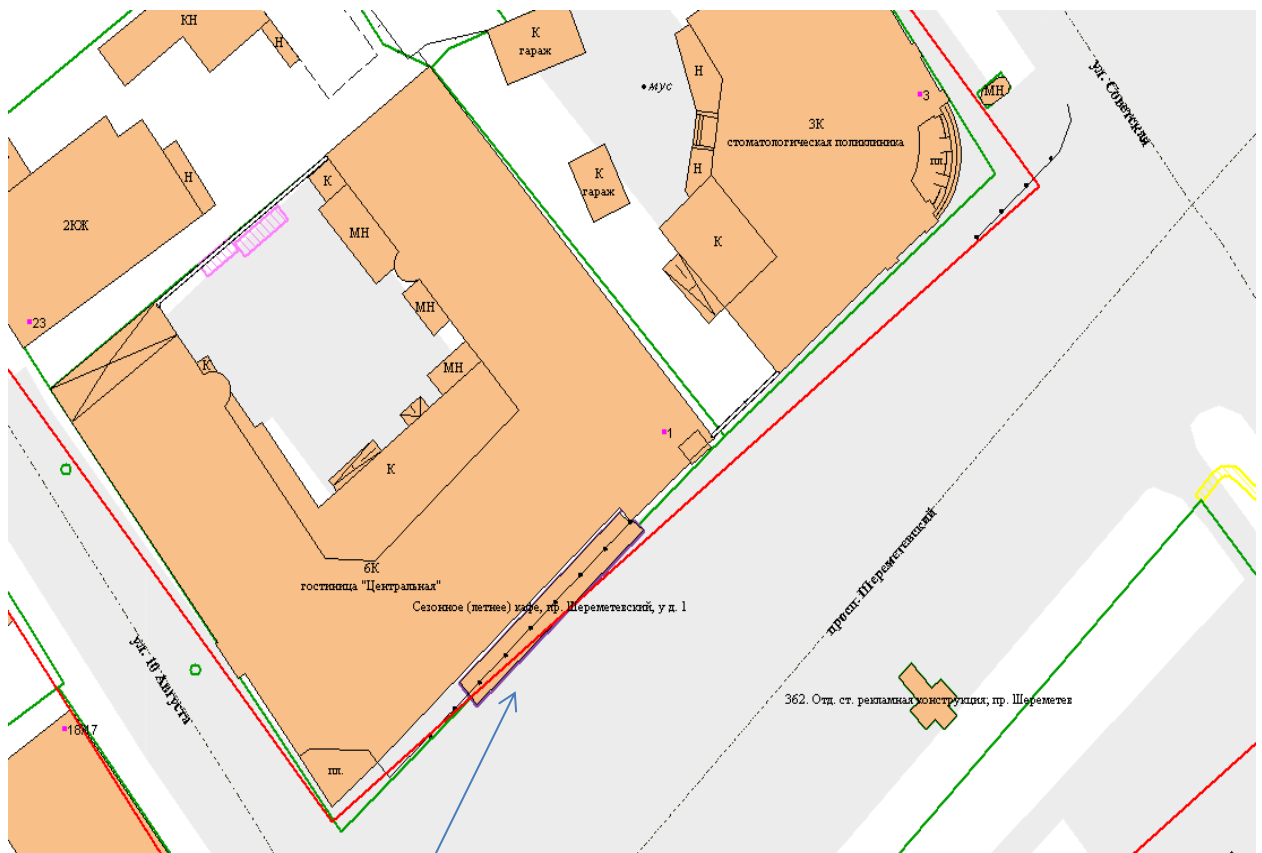 КН
Н
К
гараж
мус
Н
3
МН
ул. Советская
3К
стоматологическая поликлиника
пл.
К
гараж
Н
Н
К
МН
2КЖ
К
МН
23
МН
К
1
К
6К
гостиница "Центральная"
Сезонное (летнее) кафе, пр. Шереметевский, у д. 1
просп. Шереметевский
ул. 10 Августа
362. Отд. ст. рекламная конструкция, пр. Шереметев
18/17
пл.